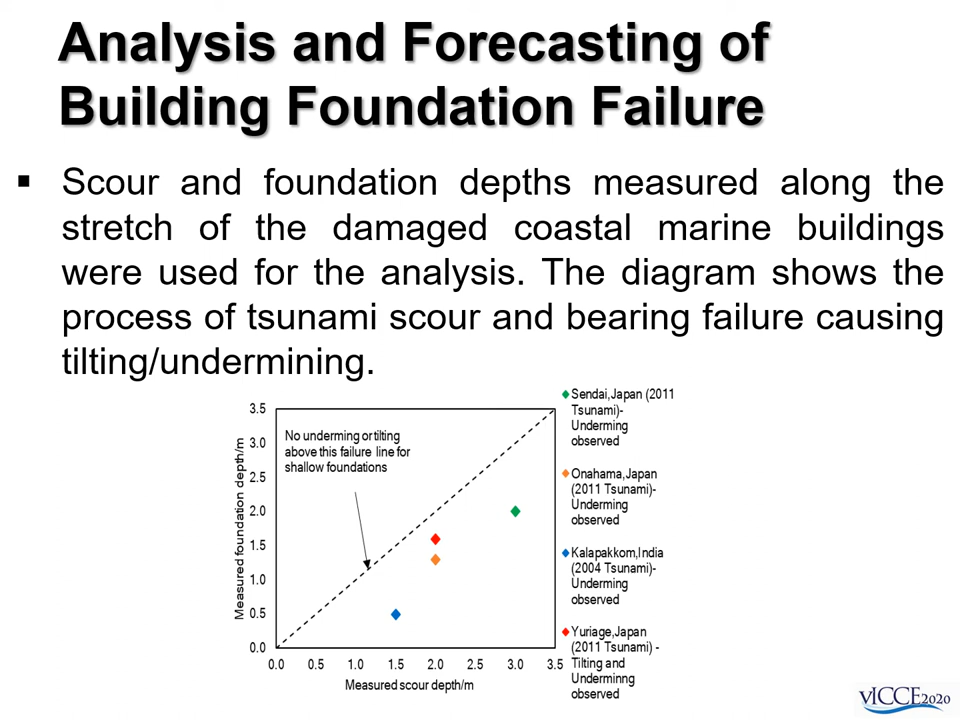 Analysis and Forecasting of
Building Foundation Failure
▪ Scour and foundation depths measured along the
stretch of the damaged coastal marine buildings
were used for the analysis. The diagram shows the
process of tsunami scour and bearing failure causing
tilting/undermining.
3.5
3.0
2.5
2.0
1.5
1.0
0.5
0.0
Measured foundation depth/m
No underming or tilting
above this failure line for
shallow foundations
0.0 0.5 1.0 1.5 2.0 2.5 3.0 3.5
Measured scour depth/m
Sendai,Japan (2011
Tsunami)-
Underming
observed
Onahama,Japan
(2011 Tsunami)-
Underming
observed
Kalapakkom,India
(2004 Tsunami)-
Underming
observed
Yuriage,Japan
(2011 Tsunami) -
Tilting and
Underminng
observed
vICCE2020